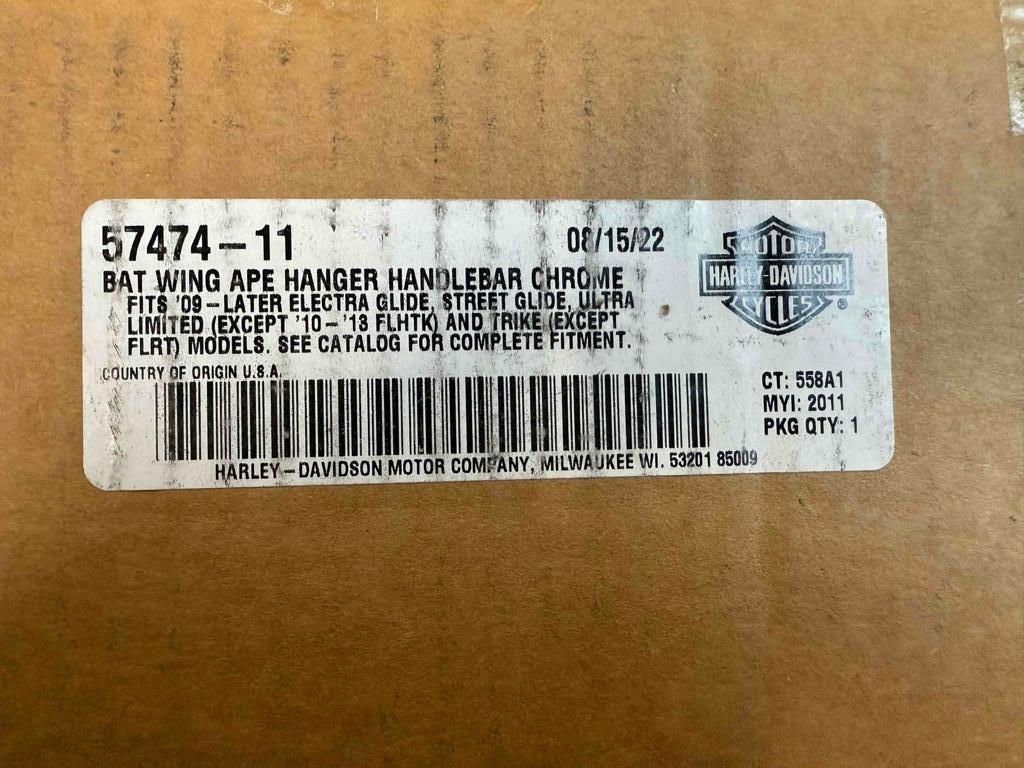 57474-11
08/15/22
BAT WING APE HANGER HANDLEBAR CHROME
FITS '09-LATER ELECTRA GLIDE, STREET GLIDE, ULTRA
LIMITED (EXCEPT '10-'13 FLHTK) AND TRIKE (EXCEPT
FLRT) MODELS. SEE CATALOG FOR COMPLETE FITMENT.
MOTOR
HARLEY-DAVIDSON
CYCLES®
COUNTRY OF ORIGIN U.S.A.
CT: 558A1
MYI: 2011
PKG QTY: 1
HARLEY-DAVIDSON MOTOR COMPANY, MILWAUKEE WI. 53201 85009